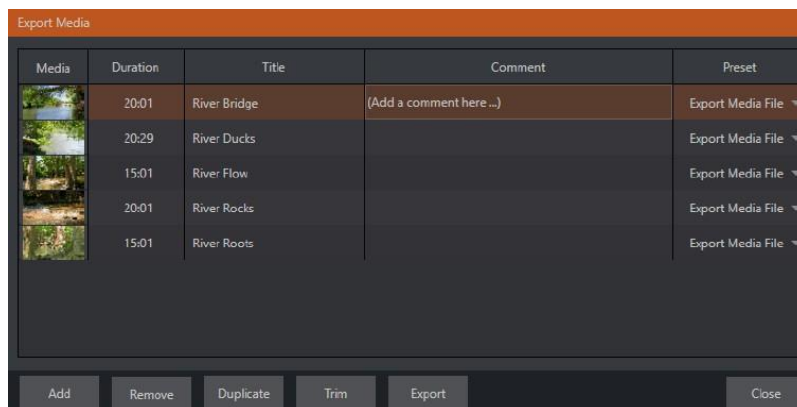 Export Media
Media Duration Title Comment Preset
20:01 River Bridge (Add a comment here ...) Export Media File
20:29 River Ducks Export Media File
15:01 River Flow Export Media File
20:01 River Rocks Export Media File
15:01 River Roots Export Media File
Add Remove Duplicate Trim Export Close